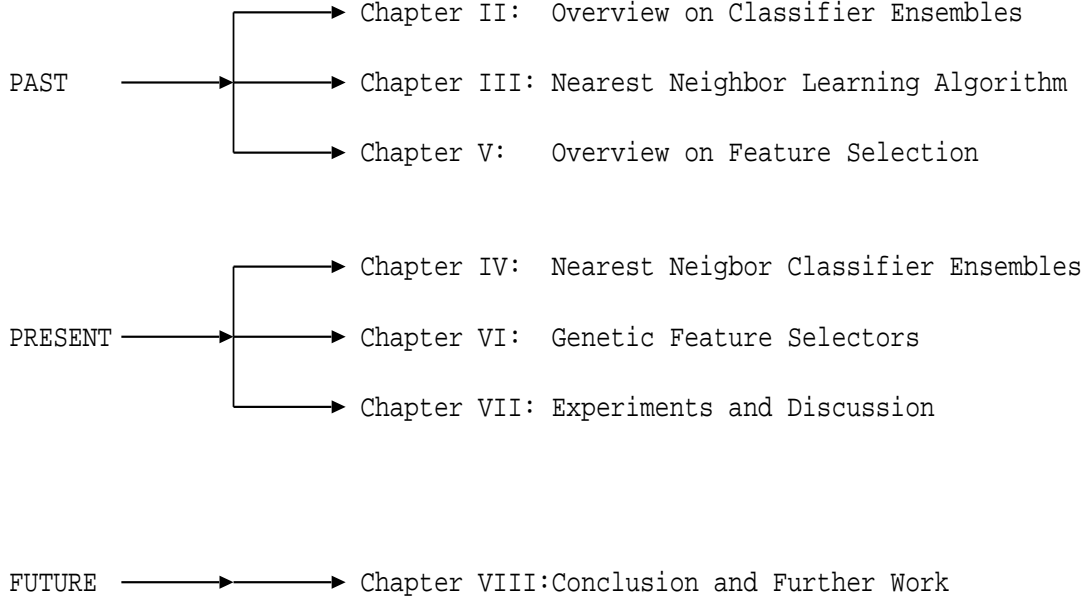 Chapter II: Overview on Classifier Ensembles
PAST Chapter III: Nearest Neighbor Learning Algorithm
Chapter V: Overview on Feature Selection
Chapter IV: Nearest Neigbor Classifier Ensembles
PRESENT Chapter VI: Genetic Feature Selectors
Chapter VII: Experiments and Discussion
FUTURE Chapter VIII:Conclusion and Further Work